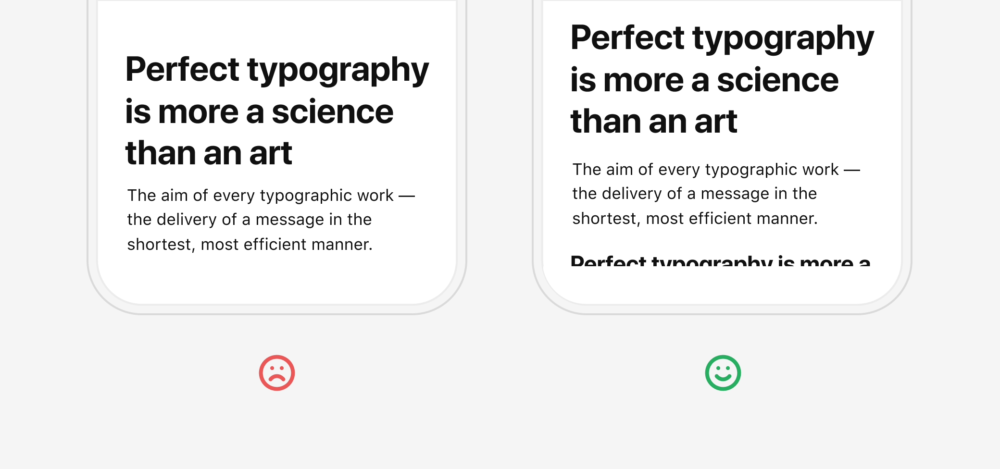 Perfect typography
is more a science
than an art
The aim of every typographic work —
the delivery of a message in the
shortest, most efficient manner.
Perfect typography
is more a science
than an art
The aim of every typographic work —
the delivery of a message in the
shortest, most efficient manner.
Perfect typography is more a